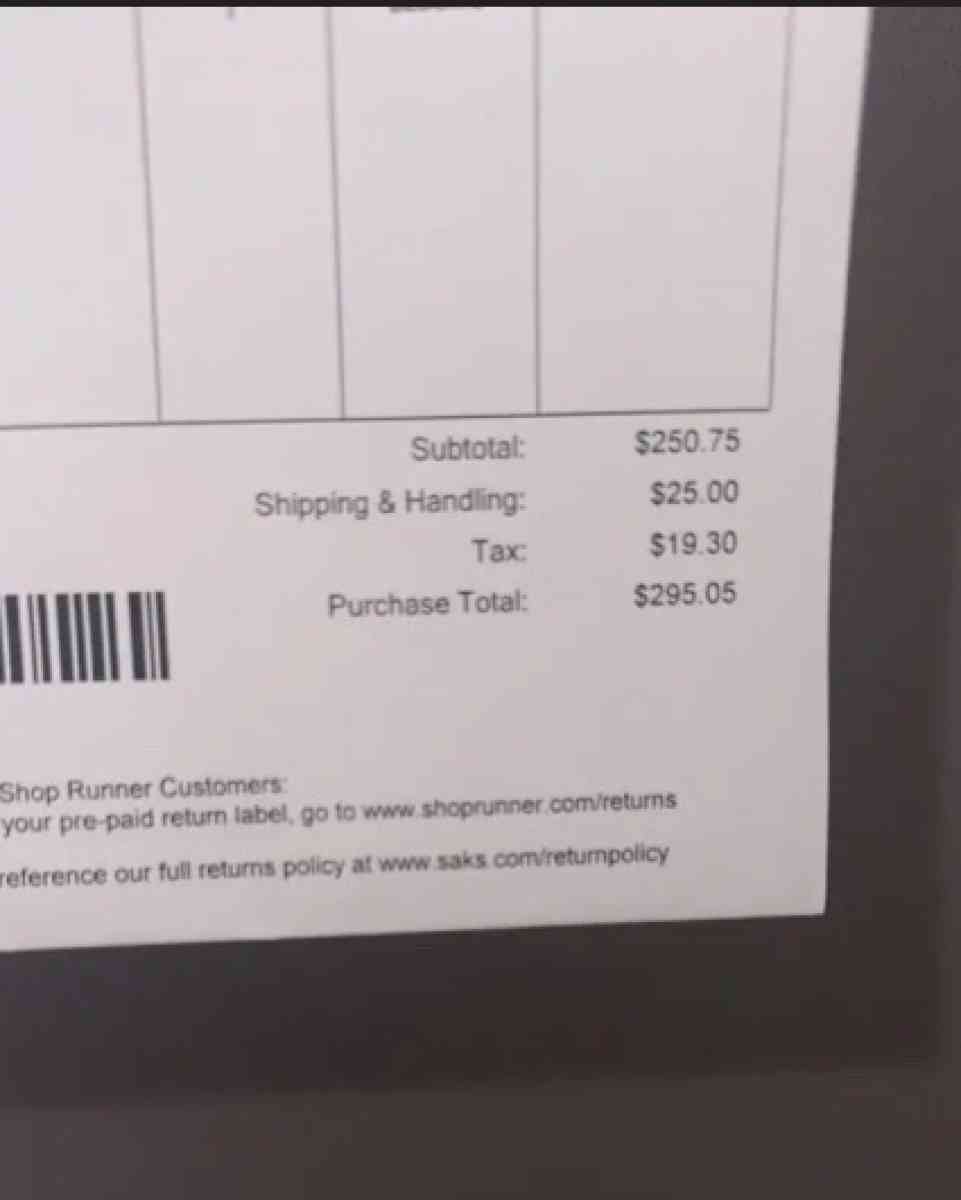 Subtotal: $250.75
Shipping & Handling: $25.00
Tax: $19.30
Purchase Total: $295.05
Shop Runner Customers:
your pre-paid return label, go to www.shoprunner.com/returns
reference our full returns policy at www.saks.com/returnpolicy